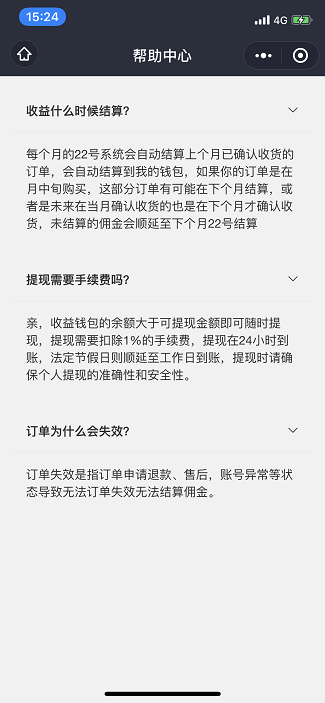 15:24
4G
帮助中心
收益什么时候结算?
每个月的22号系统会自动结算上个月已确认收货的
订单，会自动结算到我的钱包，如果你的订单是在
月中旬购买，这部分订单有可能在下个月结算，或
者是未来在当月确认收货的也是在下个月才确认收
货，未结算的佣金会顺延至下个月22号结算
提现需要手续费吗?
亲，收益钱包的余额大于可提现金额即可随时提
现，提现需要扣除1%的手续费，提现在24小时到
账，法定节假日则顺延至工作日到账，提现时请确
保个人提现的准确性和安全性。
订单为什么会失效?
订单失效是指订单申请退款、售后，账号异常等状
态导致无法订单失效无法结算佣金。